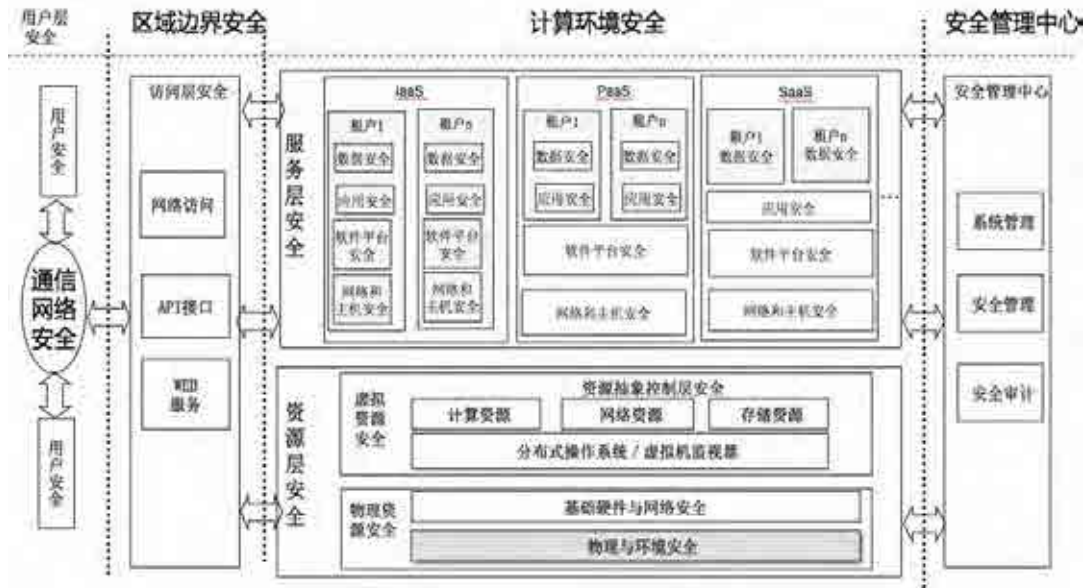 用户层
安全
区域边界安全
计算环境安全
安全管理中心
用户安全
通信
网络
安全
用户安全
访问层安全
网络访问
API接口
WEB
服务
服务层安全
IaaS
租户1
数据安全
应用安全
软件平台
安全
网络和
主机安全
租户n
数据安全
应用安全
软件平台
安全
网络和
主机安全
PaaS
租户1
数据安全
应用安全
租户n
数据安全
应用安全
软件平台安全
网络和主机安全
SaaS
租户1
数据安全
租户n
数据安全
应用安全
软件平台安全
网络和主机安全
...
资源层安全
虚拟
资源
安全
资源抽象控制层安全
计算资源
网络资源
存储资源
分布式操作系统/虚拟机监视器
物理资
源安全
基础硬件与网络安全
物理与环境安全
安全管理中心
系统管理
安全管理
安全审计